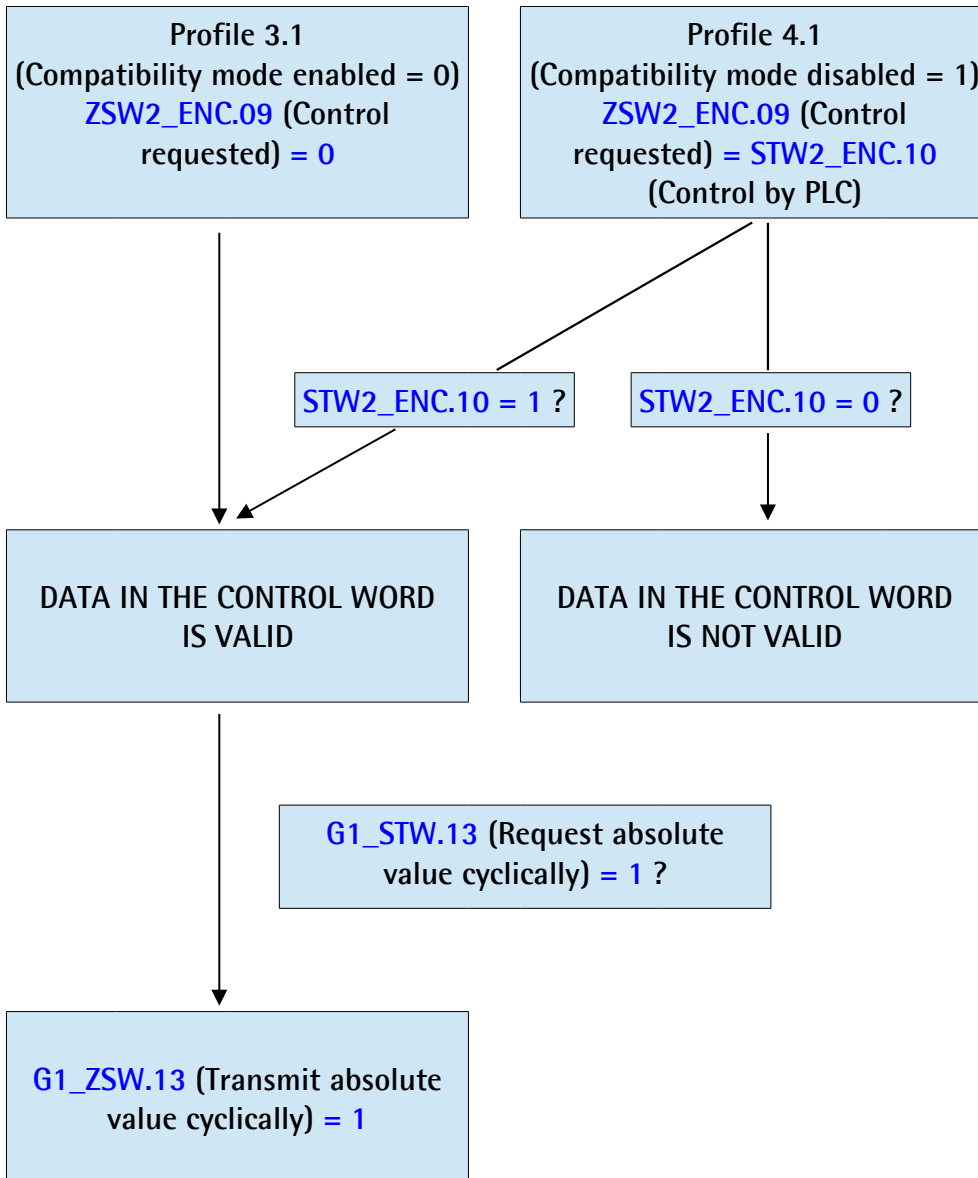 Profile 3.1
(Compatibility mode enabled = 0)
ZSW2_ENC.09 (Control
requested) = 0
Profile 4.1
(Compatibility mode disabled = 1)
ZSW2_ENC.09 (Control
requested) = STW2_ENC.10
(Control by PLC)
STW2_ENC.10 = 1 ?
STW2_ENC.10 = 0 ?
DATA IN THE CONTROL WORD
IS VALID
DATA IN THE CONTROL WORD
IS NOT VALID
G1_STW.13 (Request absolute
value cyclically) = 1 ?
G1_ZSW.13 (Transmit absolute
value cyclically) = 1